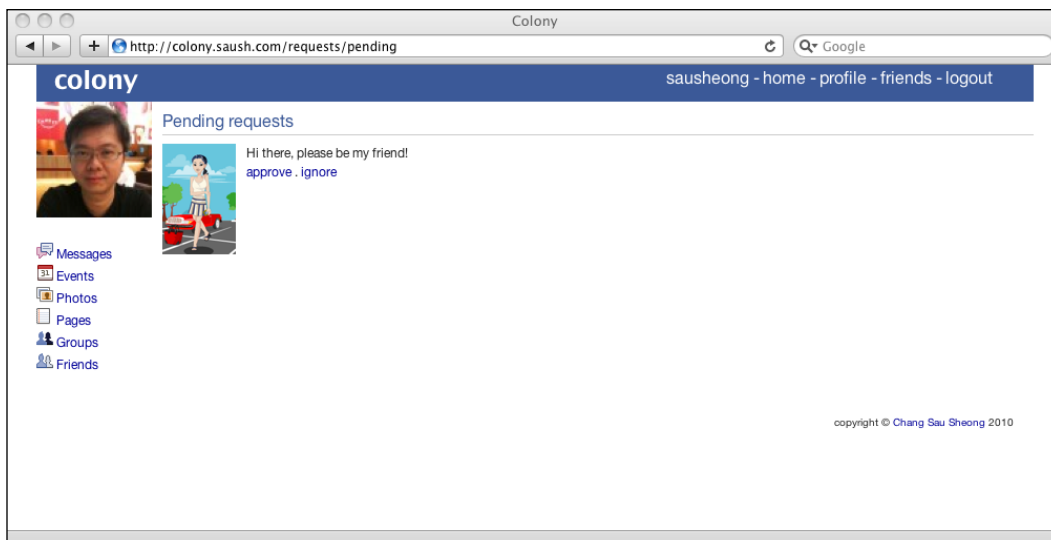 Colony
http://colony.saush.com/requests/pending
Google
colony
sausheong - home - profile - friends - logout
Pending requests
Hi there, please be my friend!
approve . ignore
Messages
31
Events
Photos
Pages
Groups
Friends
copyright © Chang Sau Sheong 2010